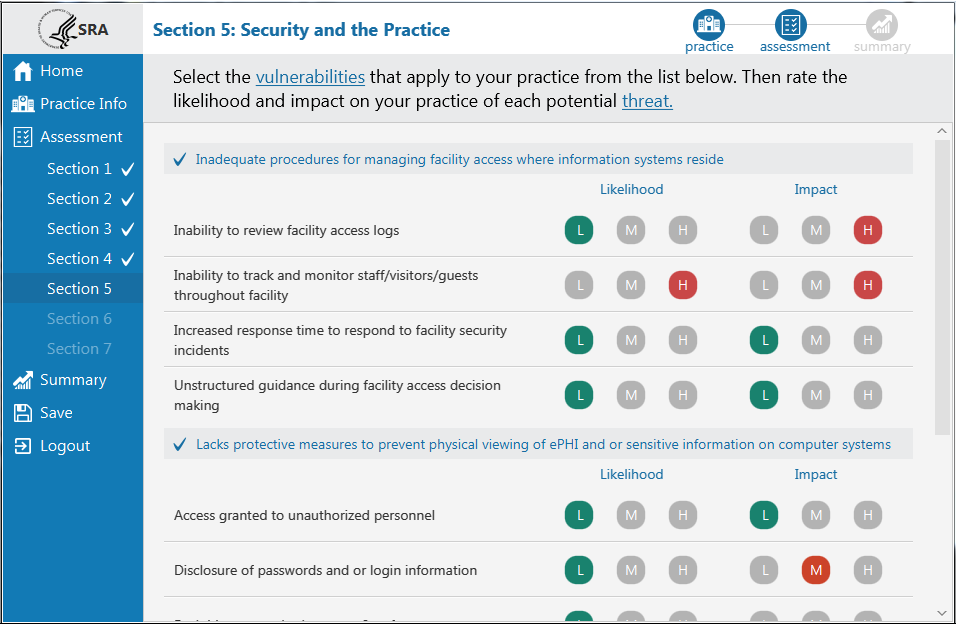 SRA
Section 5: Security and the Practice
practice
assessment
summary
Home
Practice Info
Assessment
Section 1
Section 2
Section 3
Section 4
Section 5
Section 6
Section 7
Summary
Save
Logout
Select the vulnerabilities that apply to your practice from the list below. Then rate the
likelihood and impact on your practice of each potential threat.
Inadequate procedures for managing facility access where information systems reside
Likelihood Impact
Inability to review facility access logs L M H L M H
Inability to track and monitor staff/visitors/guests
throughout facility L M H L M H
Increased response time to respond to facility security
incidents L M H L M H
Unstructured guidance during facility access decision
making L M H L M H
Lacks protective measures to prevent physical viewing of ePHI and or sensitive information on computer systems
Likelihood Impact
Access granted to unauthorized personnel L M H L M H
Disclosure of passwords and or login information L M H L M H